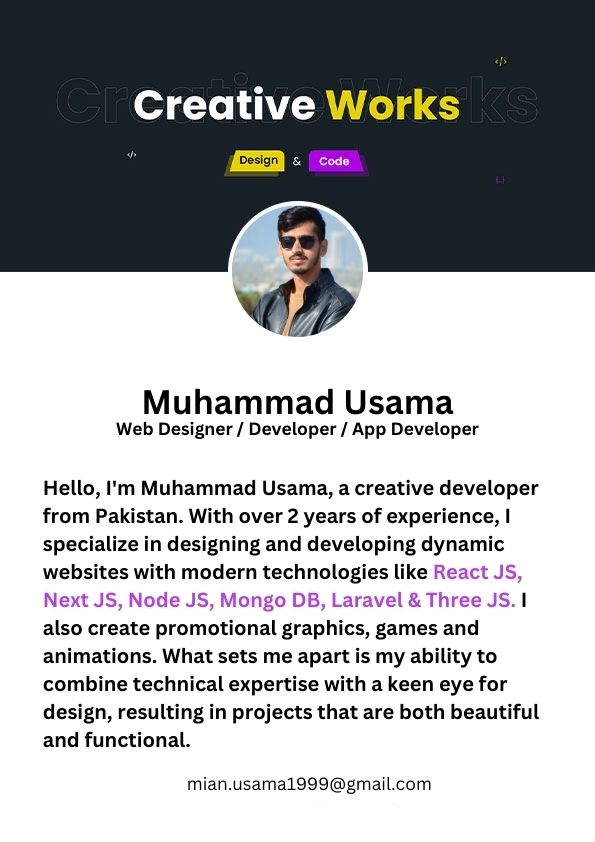 </>
Creative Works
Creative Works
</>
Design & Code
{..}
Muhammad Usama
Web Designer / Developer / App Developer
Hello, I'm Muhammad Usama, a creative developer
from Pakistan. With over 2 years of experience, I
specialize in designing and developing dynamic
websites with modern technologies like React JS,
Next JS, Node JS, Mongo DB, Laravel & Three JS. I
also create promotional graphics, games and
animations. What sets me apart is my ability to
combine technical expertise with a keen eye for
design, resulting in projects that are both beautiful
and functional.
mian.usama1999@gmail.com